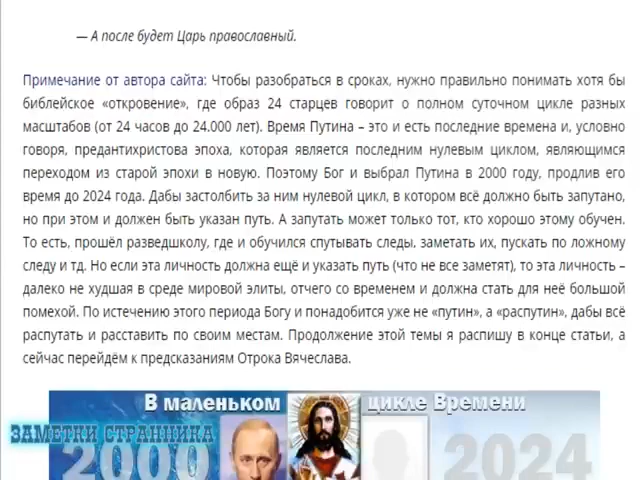 — А после будет Царь православный.
Примечание от автора сайта: Чтобы разобраться в сроках, нужно правильно понимать хотя бы
библейское «откровение», где образ 24 старцев говорит о полном суточном цикле разных
масштабов (от 24 часов до 24.000 лет). Время Путина – это и есть последние времена и, условно
говоря, предантихристова эпоха, которая является последним нулевым циклом, являющимся
переходом из старой эпохи в новую. Поэтому Бог и выбрал Путина в 2000 году, продлив его
время до 2024 года. Дабы застолбить за ним нулевой цикл, в котором всё должно быть запутано,
но при этом и должен быть указан путь. А запутать может только тот, кто хорошо этому обучен.
То есть, прошёл разведшколу, где и обучился спутывать следы, заметать их, пускать по ложному
следу и тд. Но если эта личность должна ещё и указать путь (что не все заметят), то эта личность –
далеко не худшая в среде мировой элиты, отчего со временем и должна стать для неё большой
помехой. По истечению этого периода Богу и понадобится уже не «путин», а «распутин», дабы всё
распутать и расставить по своим местам. Продолжение этой темы я распишу в конце статьи, а
сейчас перейдём к предсказаниям Отрока Вячеслава.
В маленьком цикле Времени
ЗАМЕТКИ СТРАННИКА
2000 2024